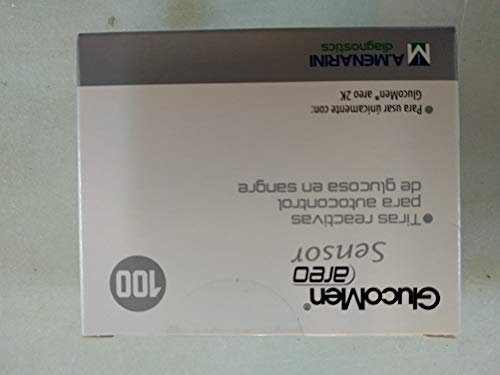 GlucoMen®
areo
Sensor
100
● Tiras reactivas
para autocontrol
de glucosa en sangre
● Para usar únicamente con:
GlucoMen® areo 2K
A.MENARINI
diagnostics